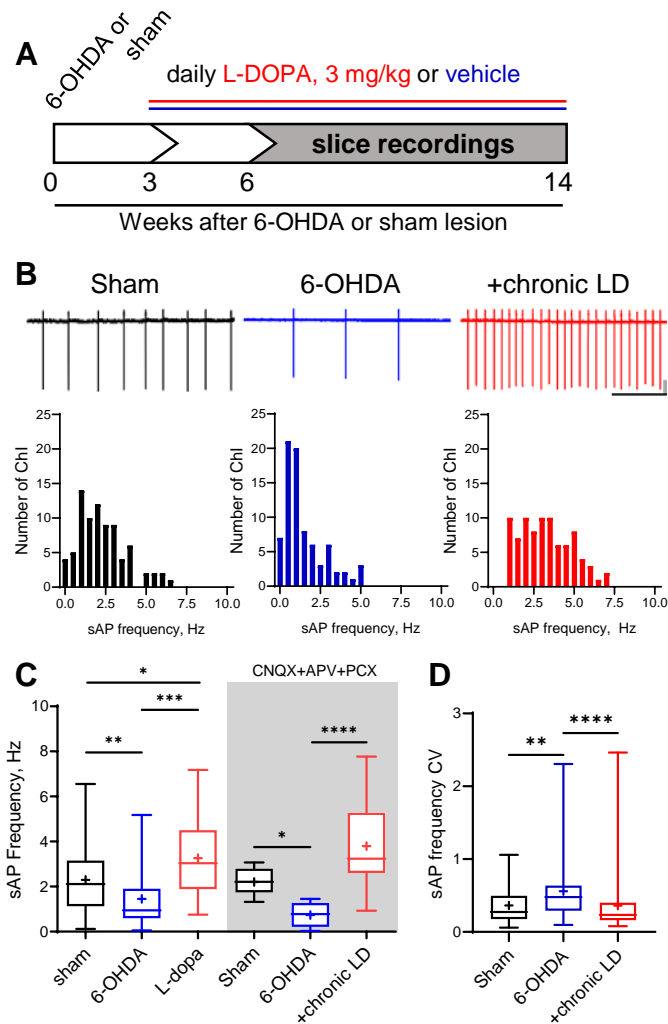 A
6-OHDA or
sham
daily L-DOPA, 3 mg/kg or vehicle
slice recordings
0 3 6 14
Weeks after 6-OHDA or sham lesion
B
Sham 6-OHDA +chronic LD
Number of ChI
25
20
15
10
5
0
0.0 2.5 5.0 7.5 10.0
sAP frequency, Hz
Number of ChI
25
20
15
10
5
0
0.0 2.5 5.0 7.5 10.0
sAP frequency, Hz
Number of ChI
25
20
15
10
5
0
0.0 2.5 5.0 7.5 10.0
sAP frequency, Hz
C
CNQX+APV+PCX
sAP Frequency, Hz
10
8
6
4
2
0
* *** ** **** *
sham 6-OHDA L-dopa Sham 6-OHDA +chronic LD
D
sAP frequency CV
3
2
1
0
** ****
Sham 6-OHDA +chronic LD